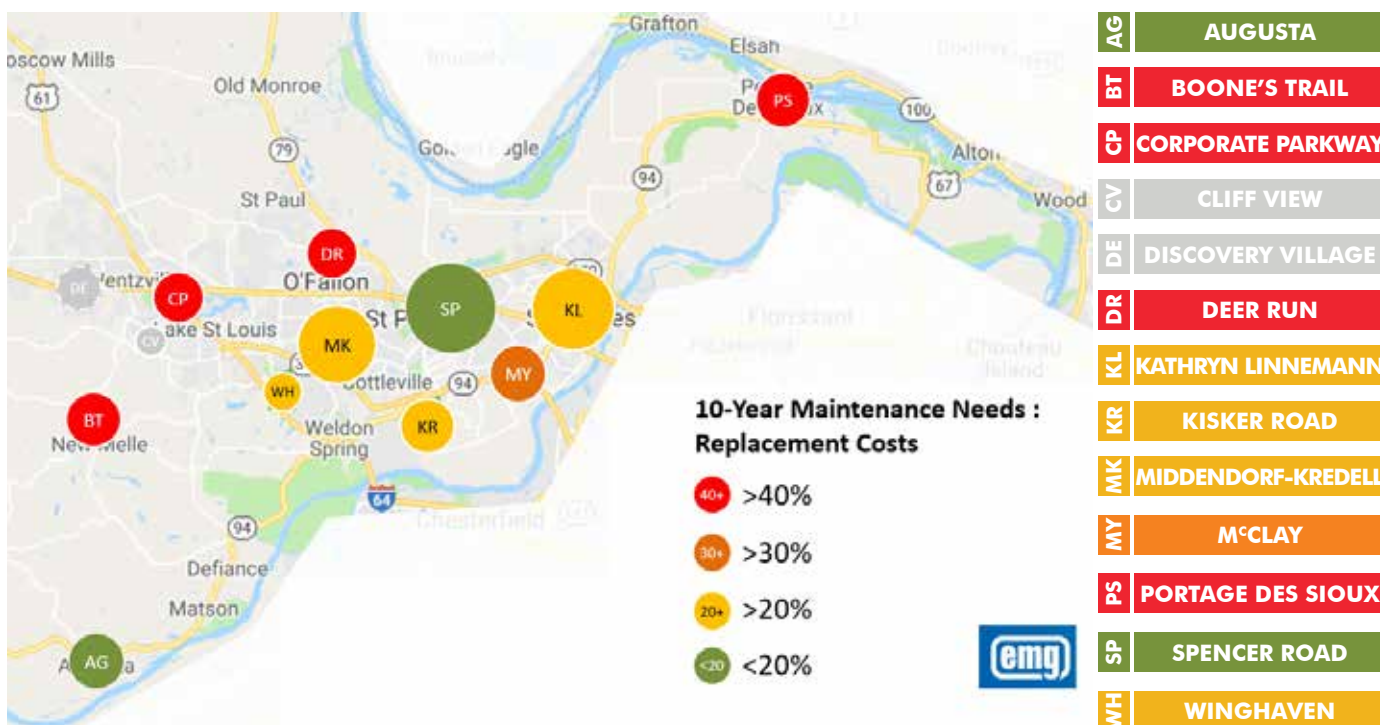 Grafton
Elsah
oscow Mills
61
Old Monroe
PS
100
79
Alton
94
67
St Paul
Wood
DR
O'Fallon
CP
SP
KL
Lake St Louis
MK
CV
DE
WH
Cottleville
94
MY
BT
New Melle
KR
Weldon
Spring
64
Chesterfield
94
Defiance
Matson
AG
10-Year Maintenance Needs :
Replacement Costs
40+ >40%
30+ >30%
20+ >20%
<20 <20%
emg
AG AUGUSTA
BT BOONE'S TRAIL
CP CORPORATE PARKWAY
CV CLIFF VIEW
DE DISCOVERY VILLAGE
DR DEER RUN
KL KATHRYN LINNEMANN
KR KISKER ROAD
MK MIDDENDORF-KREDELL
MY McCLAY
PS PORTAGE DES SIOUX
SP SPENCER ROAD
WH WINGHAVEN